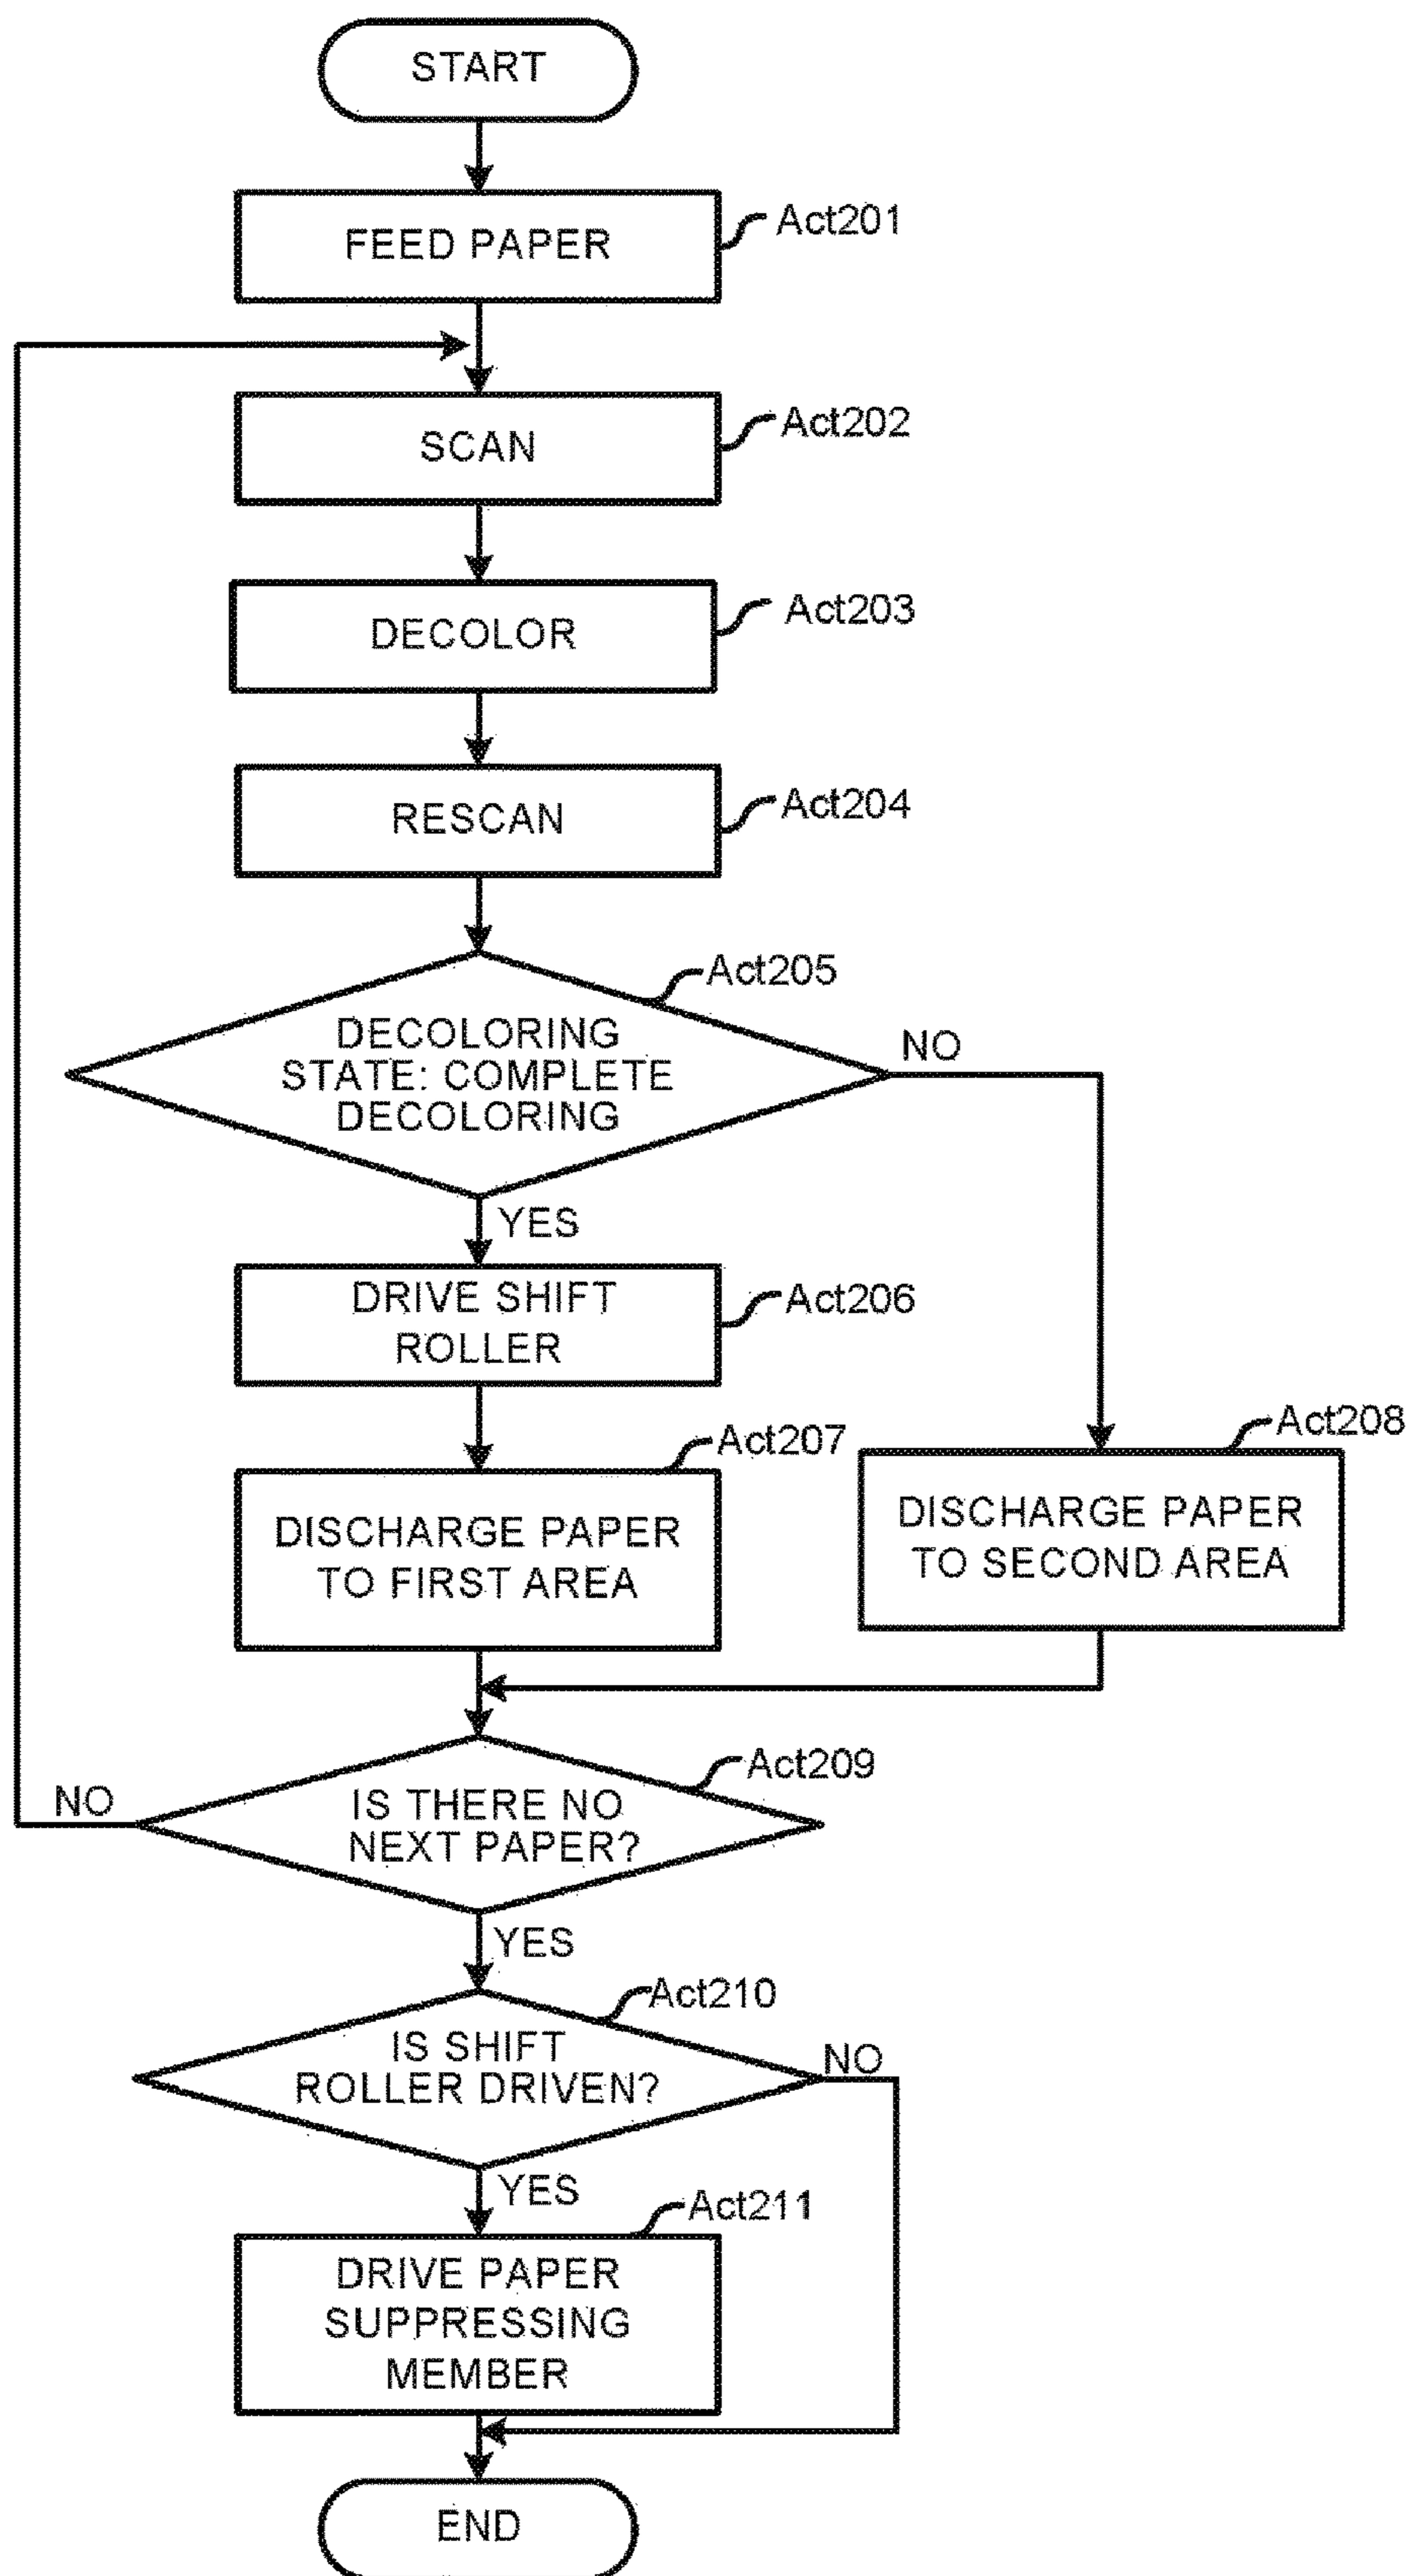 START
FEED PAPER
Act201
SCAN
Act202
DECOLOR
Act203
RESCAN
Act204
Act205
DECOLORING
STATE: COMPLETE
DECOLORING
NO
YES
DRIVE SHIFT
ROLLER
Act206
Act207
DISCHARGE PAPER
TO FIRST AREA
Act208
DISCHARGE PAPER
TO SECOND AREA
Act209
IS THERE NO
NEXT PAPER?
NO
YES
Act210
IS SHIFT
ROLLER DRIVEN?
NO
YES
Act211
DRIVE PAPER
SUPPRESSING
MEMBER
END